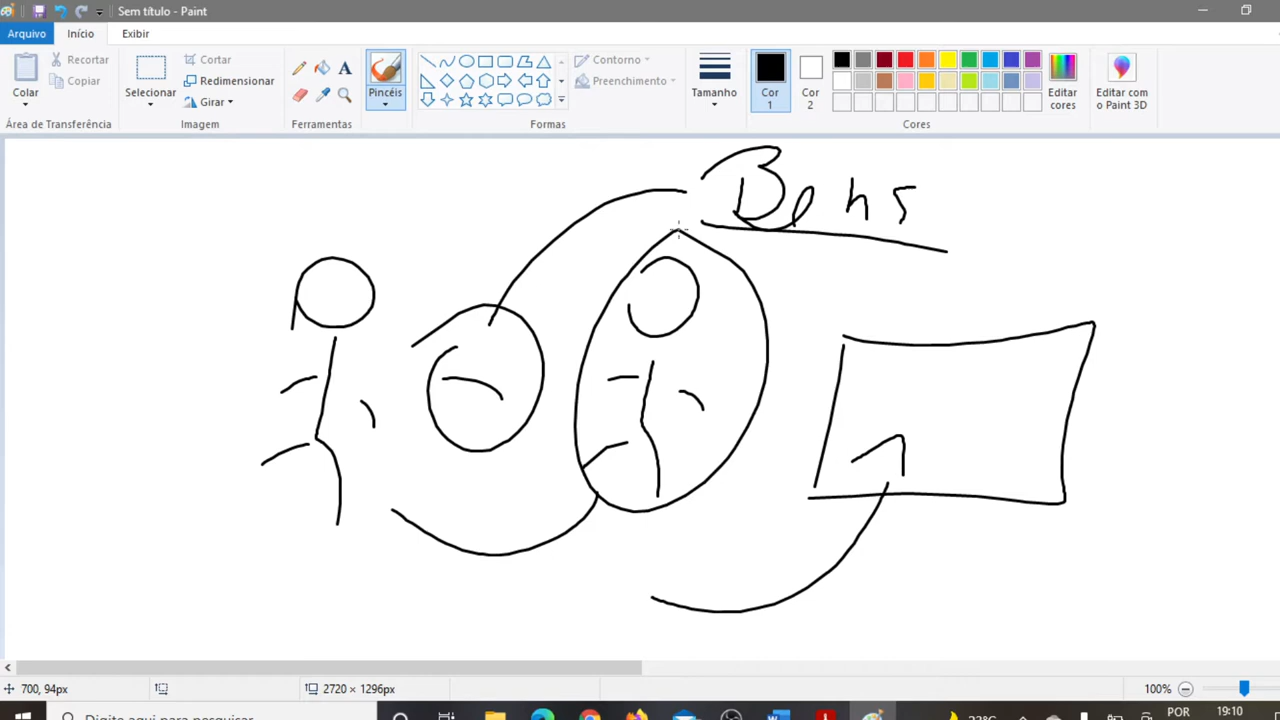 Sem título - Paint
Arquivo Início Exibir
Colar
Recortar
Copiar
Área de Transferência
Selecionar
Cortar
Redimensionar
Girar
Imagem
A
Ferramentas
Pincéis
Contorno
Preenchimento
Formas
Tamanho
Cor 1
Cor 2
Editar cores
Cores
Editar com o Paint 3D
Bens
700, 94px
2720 × 1296px
100%
Digite aqui para pesquisar
POR
19:10